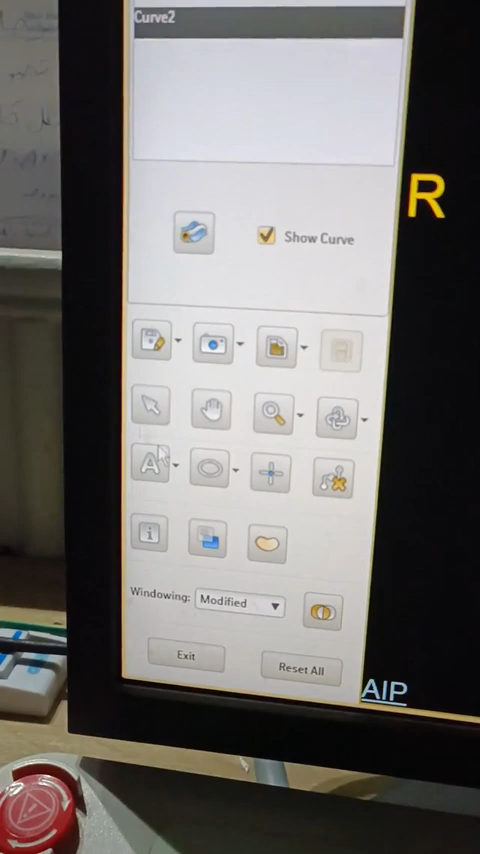 Curve2
R
Show Curve
A
i
Windowing: Modified
Exit
Reset All
AIP